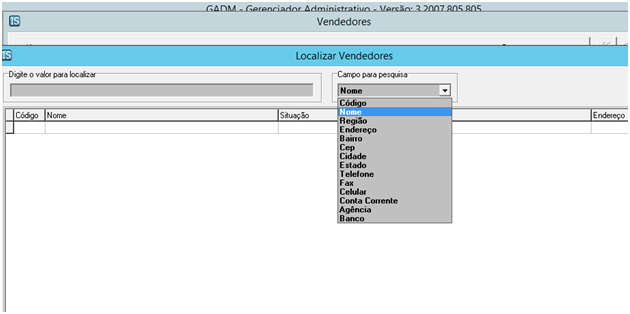 GADM - Gerenciador Administrativo - Versão: 3.2007.805.805
Vendedores
Localizar Vendedores
Digite o valor para localizar
Campo para pesquisa
Nome
Código
Nome
Região
Endereço
Bairro
Cep
Cidade
Estado
Telefone
Fax
Celular
Conta Corrente
Agência
Banco
Código Nome Situação Endereço